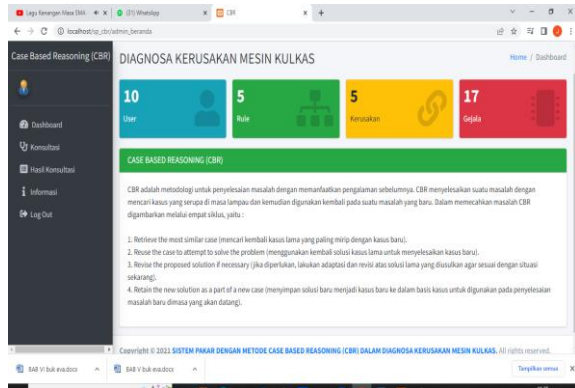 Lagu Kenangan Masa SMA
(31) WhatsApp
CBR
localhost/sp_cbr/admin_beranda
Case Based Reasoning (CBR)
DIAGNOSA KERUSAKAN MESIN KULKAS
Home / Dashboard
10
User
5
Rule
5
Kerusakan
17
Gejala
Dashboard
Konsultasi
Hasil Konsultasi
Informasi
Log Out
CASE BASED REASONING (CBR)
CBR adalah metodologi untuk penyelesaian masalah dengan memanfaatkan pengalaman sebelumnya. CBR menyelesaikan suatu masalah dengan
mencari kasus yang serupa di masa lampau dan kemudian digunakan kembali pada suatu masalah yang baru. Dalam memecahkan masalah CBR
digambarkan melalui empat siklus, yaitu :
1. Retrieve the most similar case (mencari kembali kasus lama yang paling mirip dengan kasus baru).
2. Reuse the case to attempt to solve the problem (menggunakan kembali solusi kasus lama untuk menyelesaikan kasus baru).
3. Revise the proposed solution if necessary (jika diperlukan, lakukan adaptasi dan revisi atas solusi lama yang diusulkan agar sesuai dengan situasi
sekarang).
4. Retain the new solution as a part of a new case (menyimpan solusi baru menjadi kasus baru ke dalam basis kasus untuk digunakan pada penyelesaian
masalah baru dimasa yang akan datang).
Copyright © 2021 SISTEM PAKAR DENGAN METODE CASE BASED REASONING (CBR) DALAM DIAGNOSA KERUSAKAN MESIN KULKAS. All rights reserved.
BAB VI buk eva.docx
BAB V buk eva.docx
Tampilkan semua